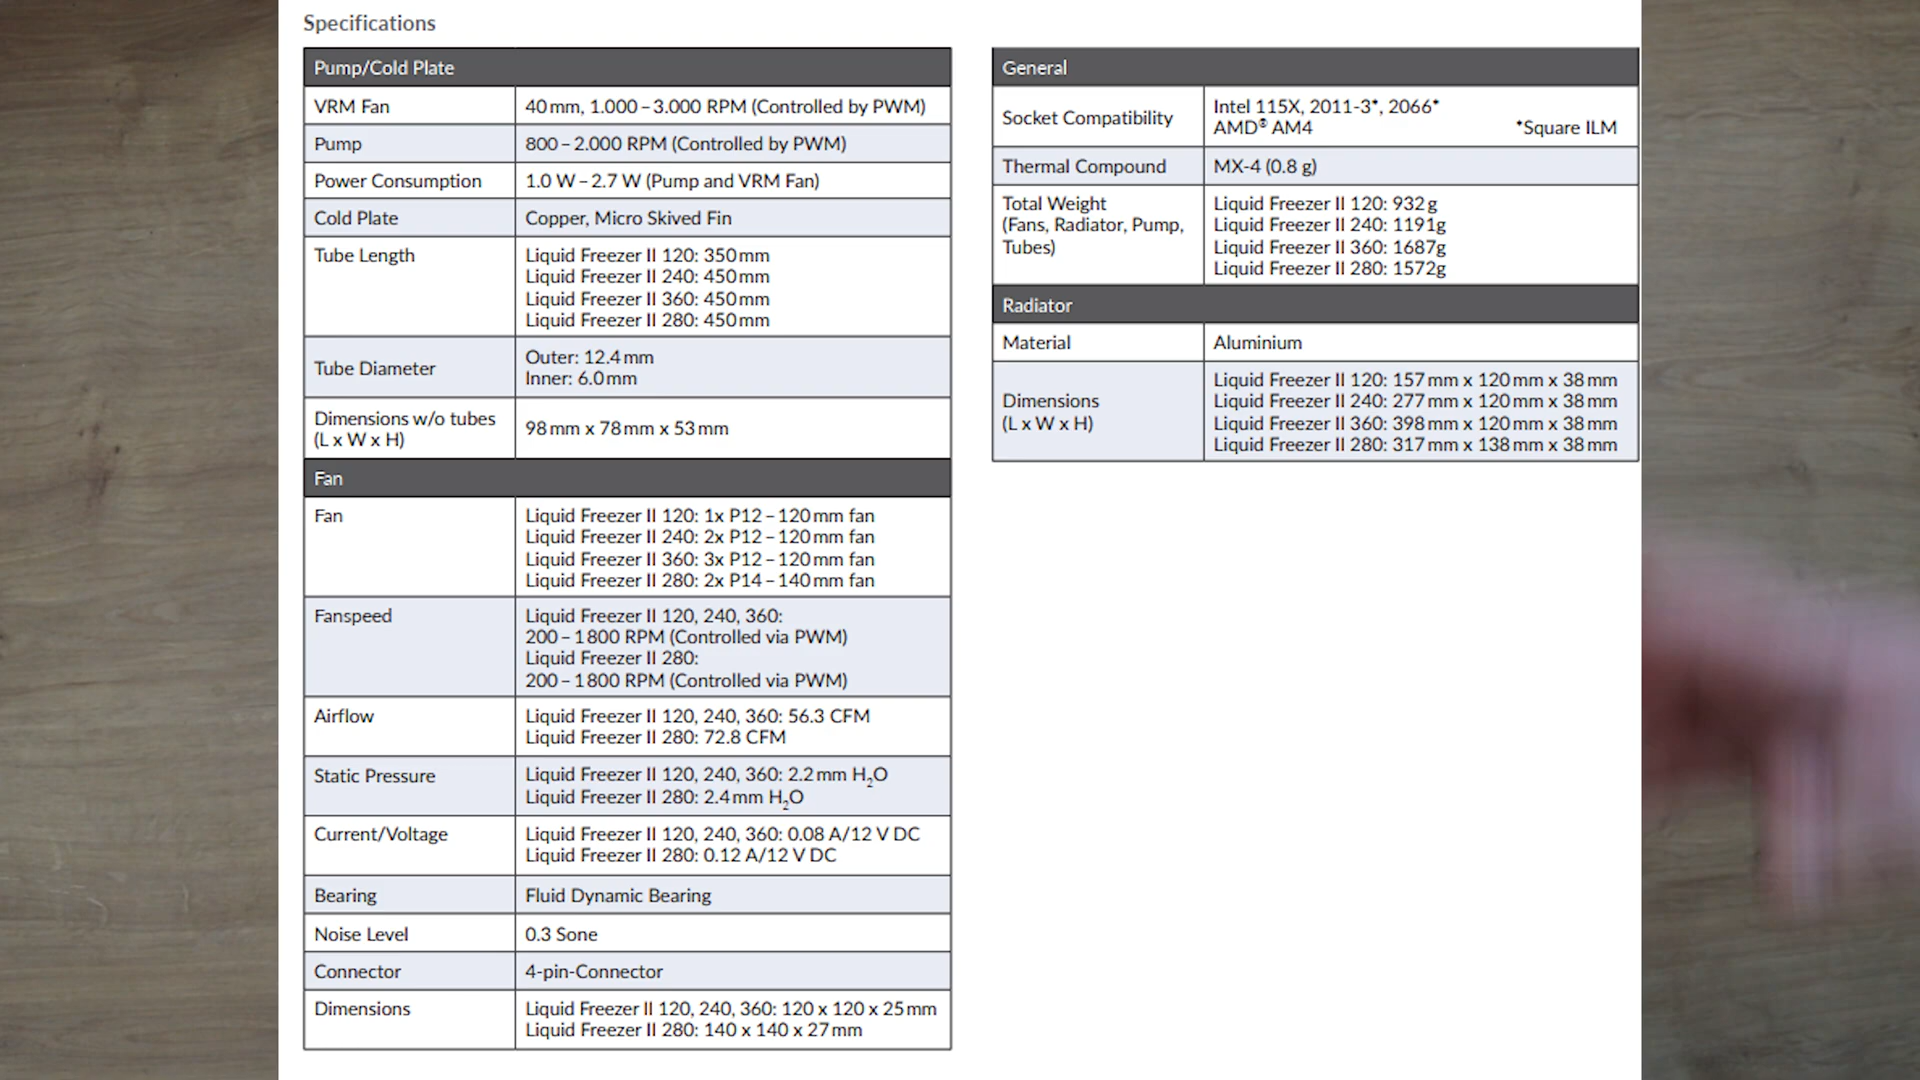 Specifications
Pump/Cold Plate
VRM Fan
40 mm, 1.000 – 3.000 RPM (Controlled by PWM)
Pump
800 – 2.000 RPM (Controlled by PWM)
Power Consumption
1.0 W – 2.7 W (Pump and VRM Fan)
Cold Plate
Copper, Micro Skived Fin
Tube Length
Liquid Freezer II 120: 350 mm
Liquid Freezer II 240: 450 mm
Liquid Freezer II 360: 450 mm
Liquid Freezer II 280: 450 mm
Tube Diameter
Outer: 12.4 mm
Inner: 6.0 mm
Dimensions w/o tubes
(L x W x H)
98 mm x 78 mm x 53 mm
Fan
Fan
Liquid Freezer II 120: 1x P12 – 120 mm fan
Liquid Freezer II 240: 2x P12 – 120 mm fan
Liquid Freezer II 360: 3x P12 – 120 mm fan
Liquid Freezer II 280: 2x P14 – 140 mm fan
Fanspeed
Liquid Freezer II 120, 240, 360:
200 – 1800 RPM (Controlled via PWM)
Liquid Freezer II 280:
200 – 1800 RPM (Controlled via PWM)
Airflow
Liquid Freezer II 120, 240, 360: 56.3 CFM
Liquid Freezer II 280: 72.8 CFM
Static Pressure
Liquid Freezer II 120, 240, 360: 2.2 mm H₂O
Liquid Freezer II 280: 2.4 mm H₂O
Current/Voltage
Liquid Freezer II 120, 240, 360: 0.08 A/12 V DC
Liquid Freezer II 280: 0.12 A/12 V DC
Bearing
Fluid Dynamic Bearing
Noise Level
0.3 Sone
Connector
4-pin-Connector
Dimensions
Liquid Freezer II 120, 240, 360: 120 x 120 x 25 mm
Liquid Freezer II 280: 140 x 140 x 27 mm
General
Socket Compatibility
Intel 115X, 2011-3*, 2066*
AMD® AM4 *Square ILM
Thermal Compound
MX-4 (0.8 g)
Total Weight
(Fans, Radiator, Pump,
Tubes)
Liquid Freezer II 120: 932 g
Liquid Freezer II 240: 1191g
Liquid Freezer II 360: 1687g
Liquid Freezer II 280: 1572g
Radiator
Material
Aluminium
Dimensions
(L x W x H)
Liquid Freezer II 120: 157 mm x 120 mm x 38 mm
Liquid Freezer II 240: 277 mm x 120 mm x 38 mm
Liquid Freezer II 360: 398 mm x 120 mm x 38 mm
Liquid Freezer II 280: 317 mm x 138 mm x 38 mm